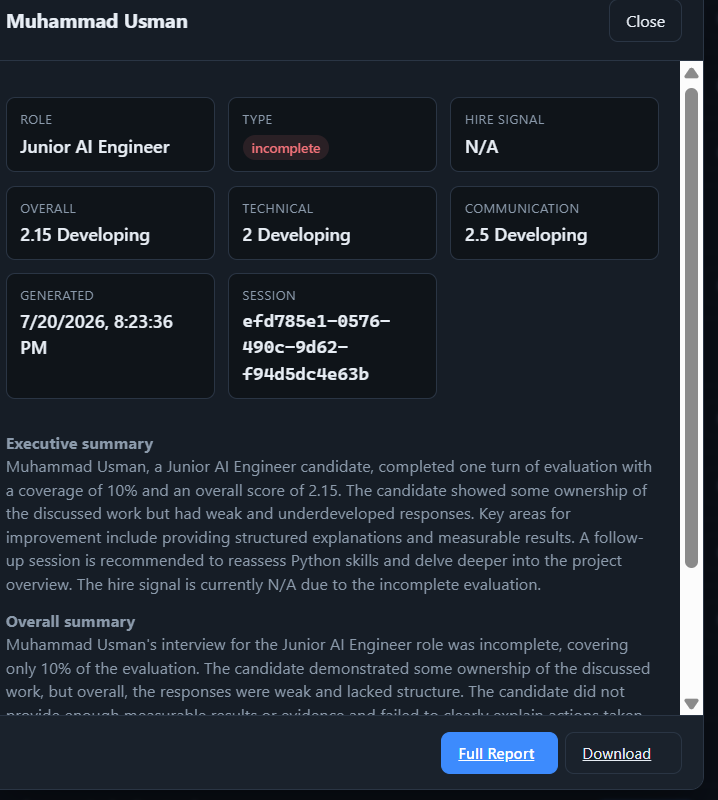 Muhammad Usman
Close
ROLE
Junior AI Engineer
TYPE
incomplete
HIRE SIGNAL
N/A
OVERALL
2.15 Developing
TECHNICAL
2 Developing
COMMUNICATION
2.5 Developing
GENERATED
7/20/2026, 8:23:36
PM
SESSION
efd785e1-0576-
490c-9d62-
f94d5dc4e63b
Executive summary
Muhammad Usman, a Junior AI Engineer candidate, completed one turn of evaluation with
a coverage of 10% and an overall score of 2.15. The candidate showed some ownership of
the discussed work but had weak and underdeveloped responses. Key areas for
improvement include providing structured explanations and measurable results. A follow-
up session is recommended to reassess Python skills and delve deeper into the project
overview. The hire signal is currently N/A due to the incomplete evaluation.
Overall summary
Muhammad Usman's interview for the Junior AI Engineer role was incomplete, covering
only 10% of the evaluation. The candidate demonstrated some ownership of the discussed
work, but overall, the responses were weak and lacked structure. The candidate did not
provide enough measurable results or evidence and failed to clearly explain actions taken
Full Report
Download